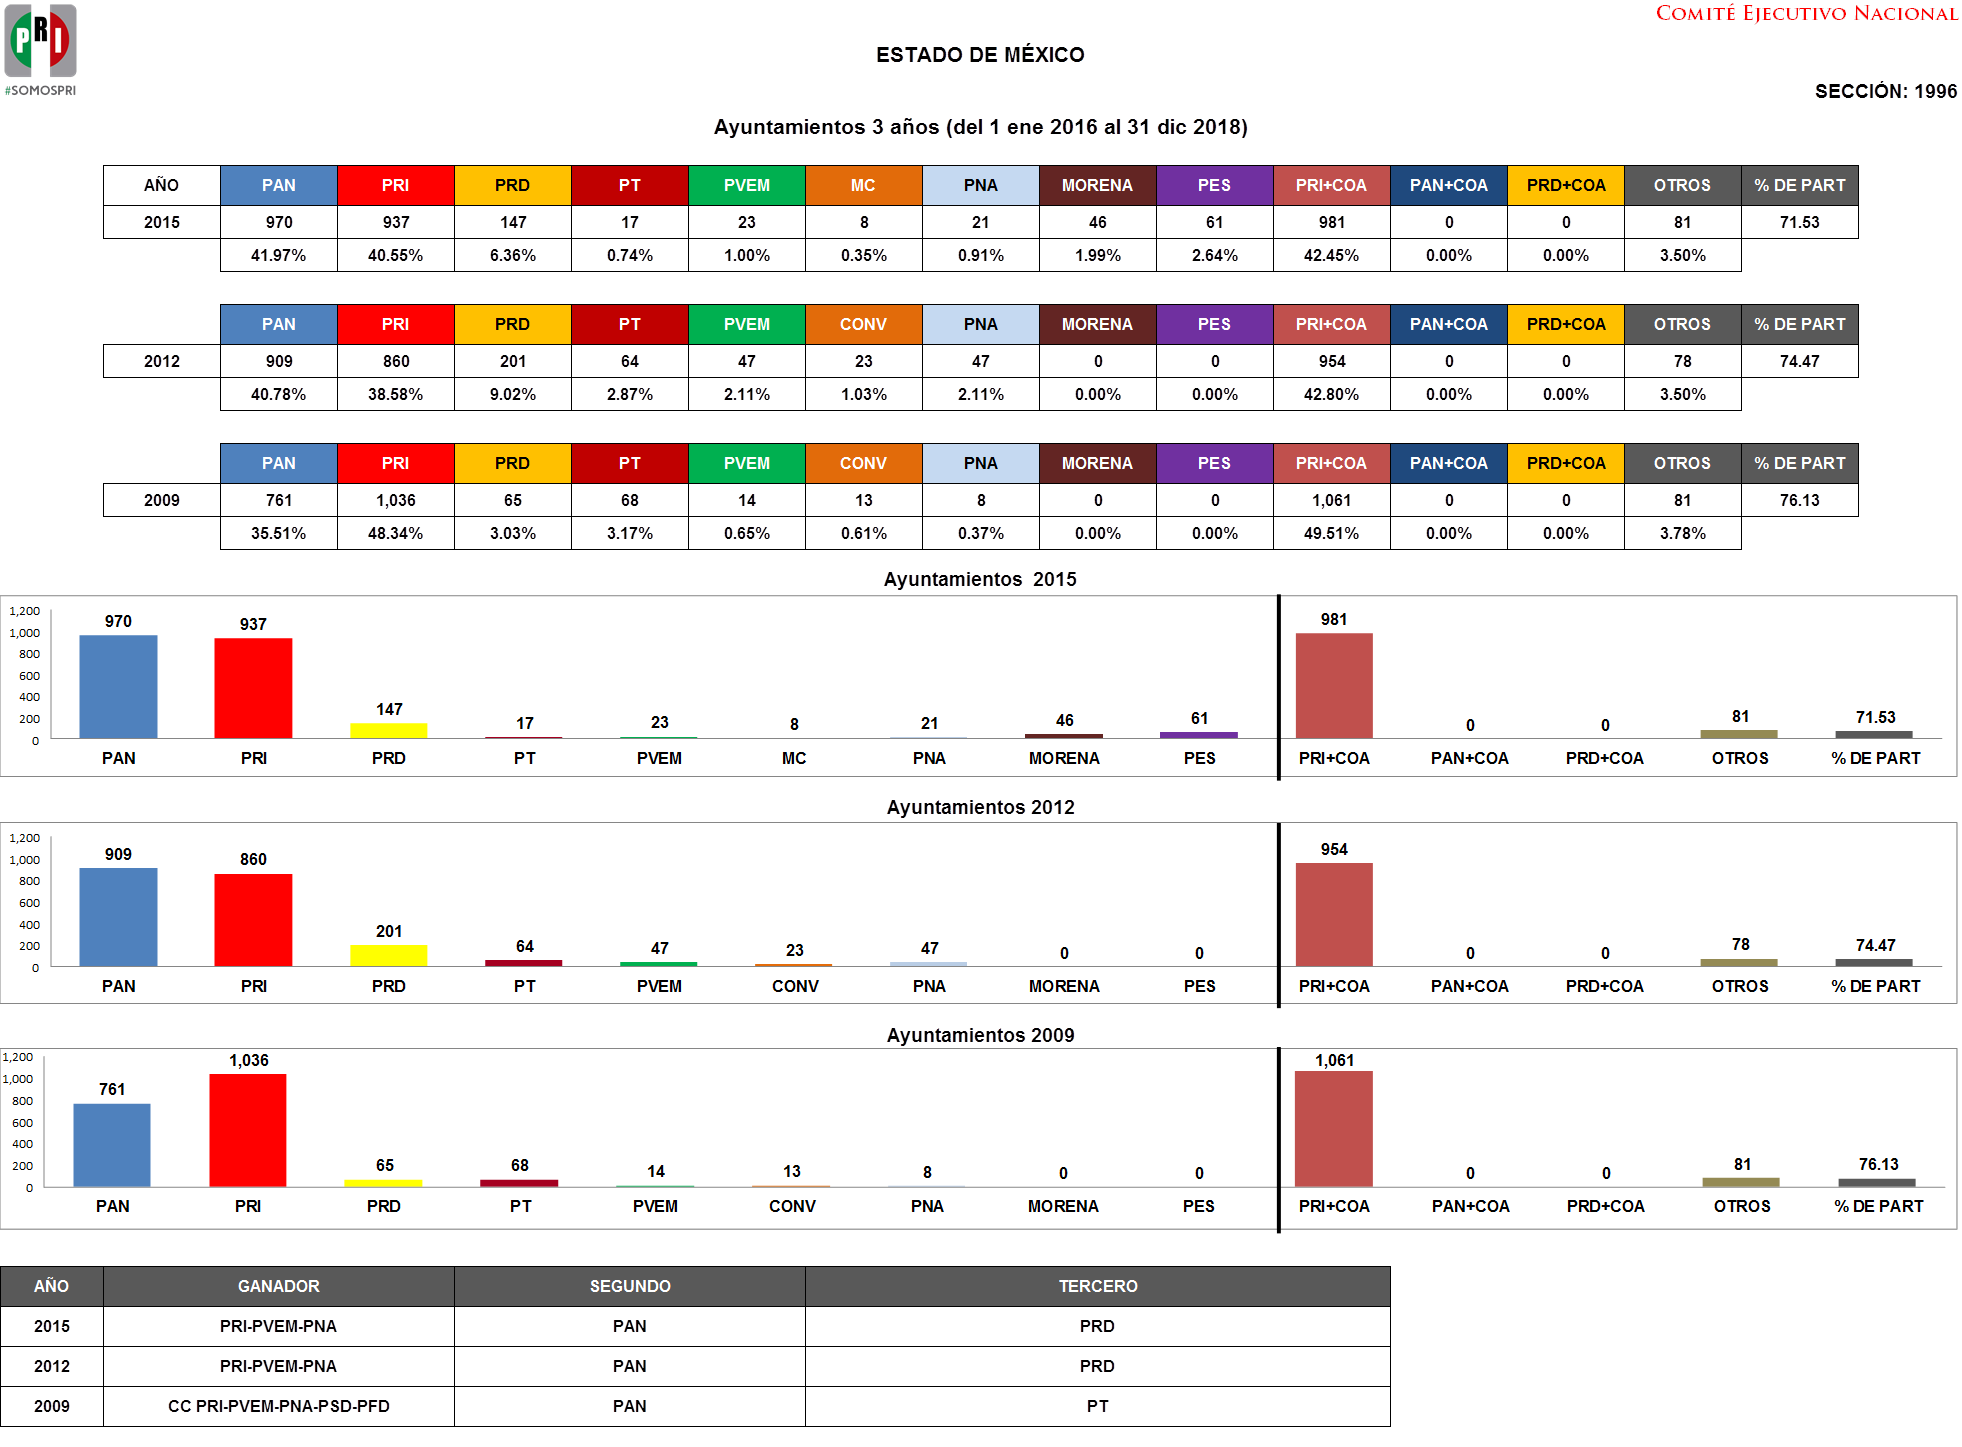 PRI
#SOMOSPRI
COMITÉ EJECUTIVO NACIONAL
ESTADO DE MÉXICO
SECCIÓN: 1996
Ayuntamientos 3 años (del 1 ene 2016 al 31 dic 2018)
AÑO PAN PRI PRD PT PVEM MC PNA MORENA PES PRI+COA PAN+COA PRD+COA OTROS % DE PART
2015 970 937 147 17 23 8 21 46 61 981 0 0 81 71.53
41.97% 40.55% 6.36% 0.74% 1.00% 0.35% 0.91% 1.99% 2.64% 42.45% 0.00% 0.00% 3.50%
PAN PRI PRD PT PVEM CONV PNA MORENA PES PRI+COA PAN+COA PRD+COA OTROS % DE PART
2012 909 860 201 64 47 23 47 0 0 954 0 0 78 74.47
40.78% 38.58% 9.02% 2.87% 2.11% 1.03% 2.11% 0.00% 0.00% 42.80% 0.00% 0.00% 3.50%
PAN PRI PRD PT PVEM CONV PNA MORENA PES PRI+COA PAN+COA PRD+COA OTROS % DE PART
2009 761 1,036 65 68 14 13 8 0 0 1,061 0 0 81 76.13
35.51% 48.34% 3.03% 3.17% 0.65% 0.61% 0.37% 0.00% 0.00% 49.51% 0.00% 0.00% 3.78%
Ayuntamientos 2015
1,200
1,000
800
600
400
200
0
970 937 147 17 23 8 21 46 61 981 0 0 81 71.53
PAN PRI PRD PT PVEM MC PNA MORENA PES PRI+COA PAN+COA PRD+COA OTROS % DE PART
Ayuntamientos 2012
1,200
1,000
800
600
400
200
0
909 860 201 64 47 23 47 0 0 954 0 0 78 74.47
PAN PRI PRD PT PVEM CONV PNA MORENA PES PRI+COA PAN+COA PRD+COA OTROS % DE PART
Ayuntamientos 2009
1,200
1,000
800
600
400
200
0
761 1,036 65 68 14 13 8 0 0 1,061 0 0 81 76.13
PAN PRI PRD PT PVEM CONV PNA MORENA PES PRI+COA PAN+COA PRD+COA OTROS % DE PART
AÑO GANADOR SEGUNDO TERCERO
2015 PRI-PVEM-PNA PAN PRD
2012 PRI-PVEM-PNA PAN PRD
2009 CC PRI-PVEM-PNA-PSD-PFD PAN PT